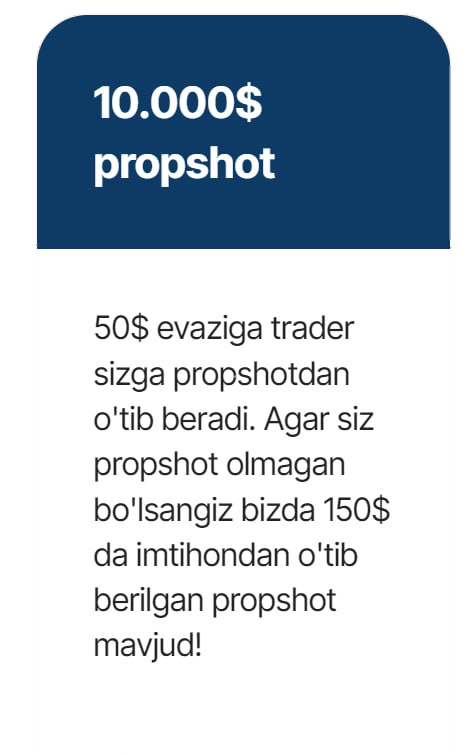 10.000$
propshot
50$ evaziga trader
sizga propshotdan
o'tib beradi. Agar siz
propshot olmagan
bo'lsangiz bizda 150$
da imtihondan o'tib
berilgan propshot
mavjud!